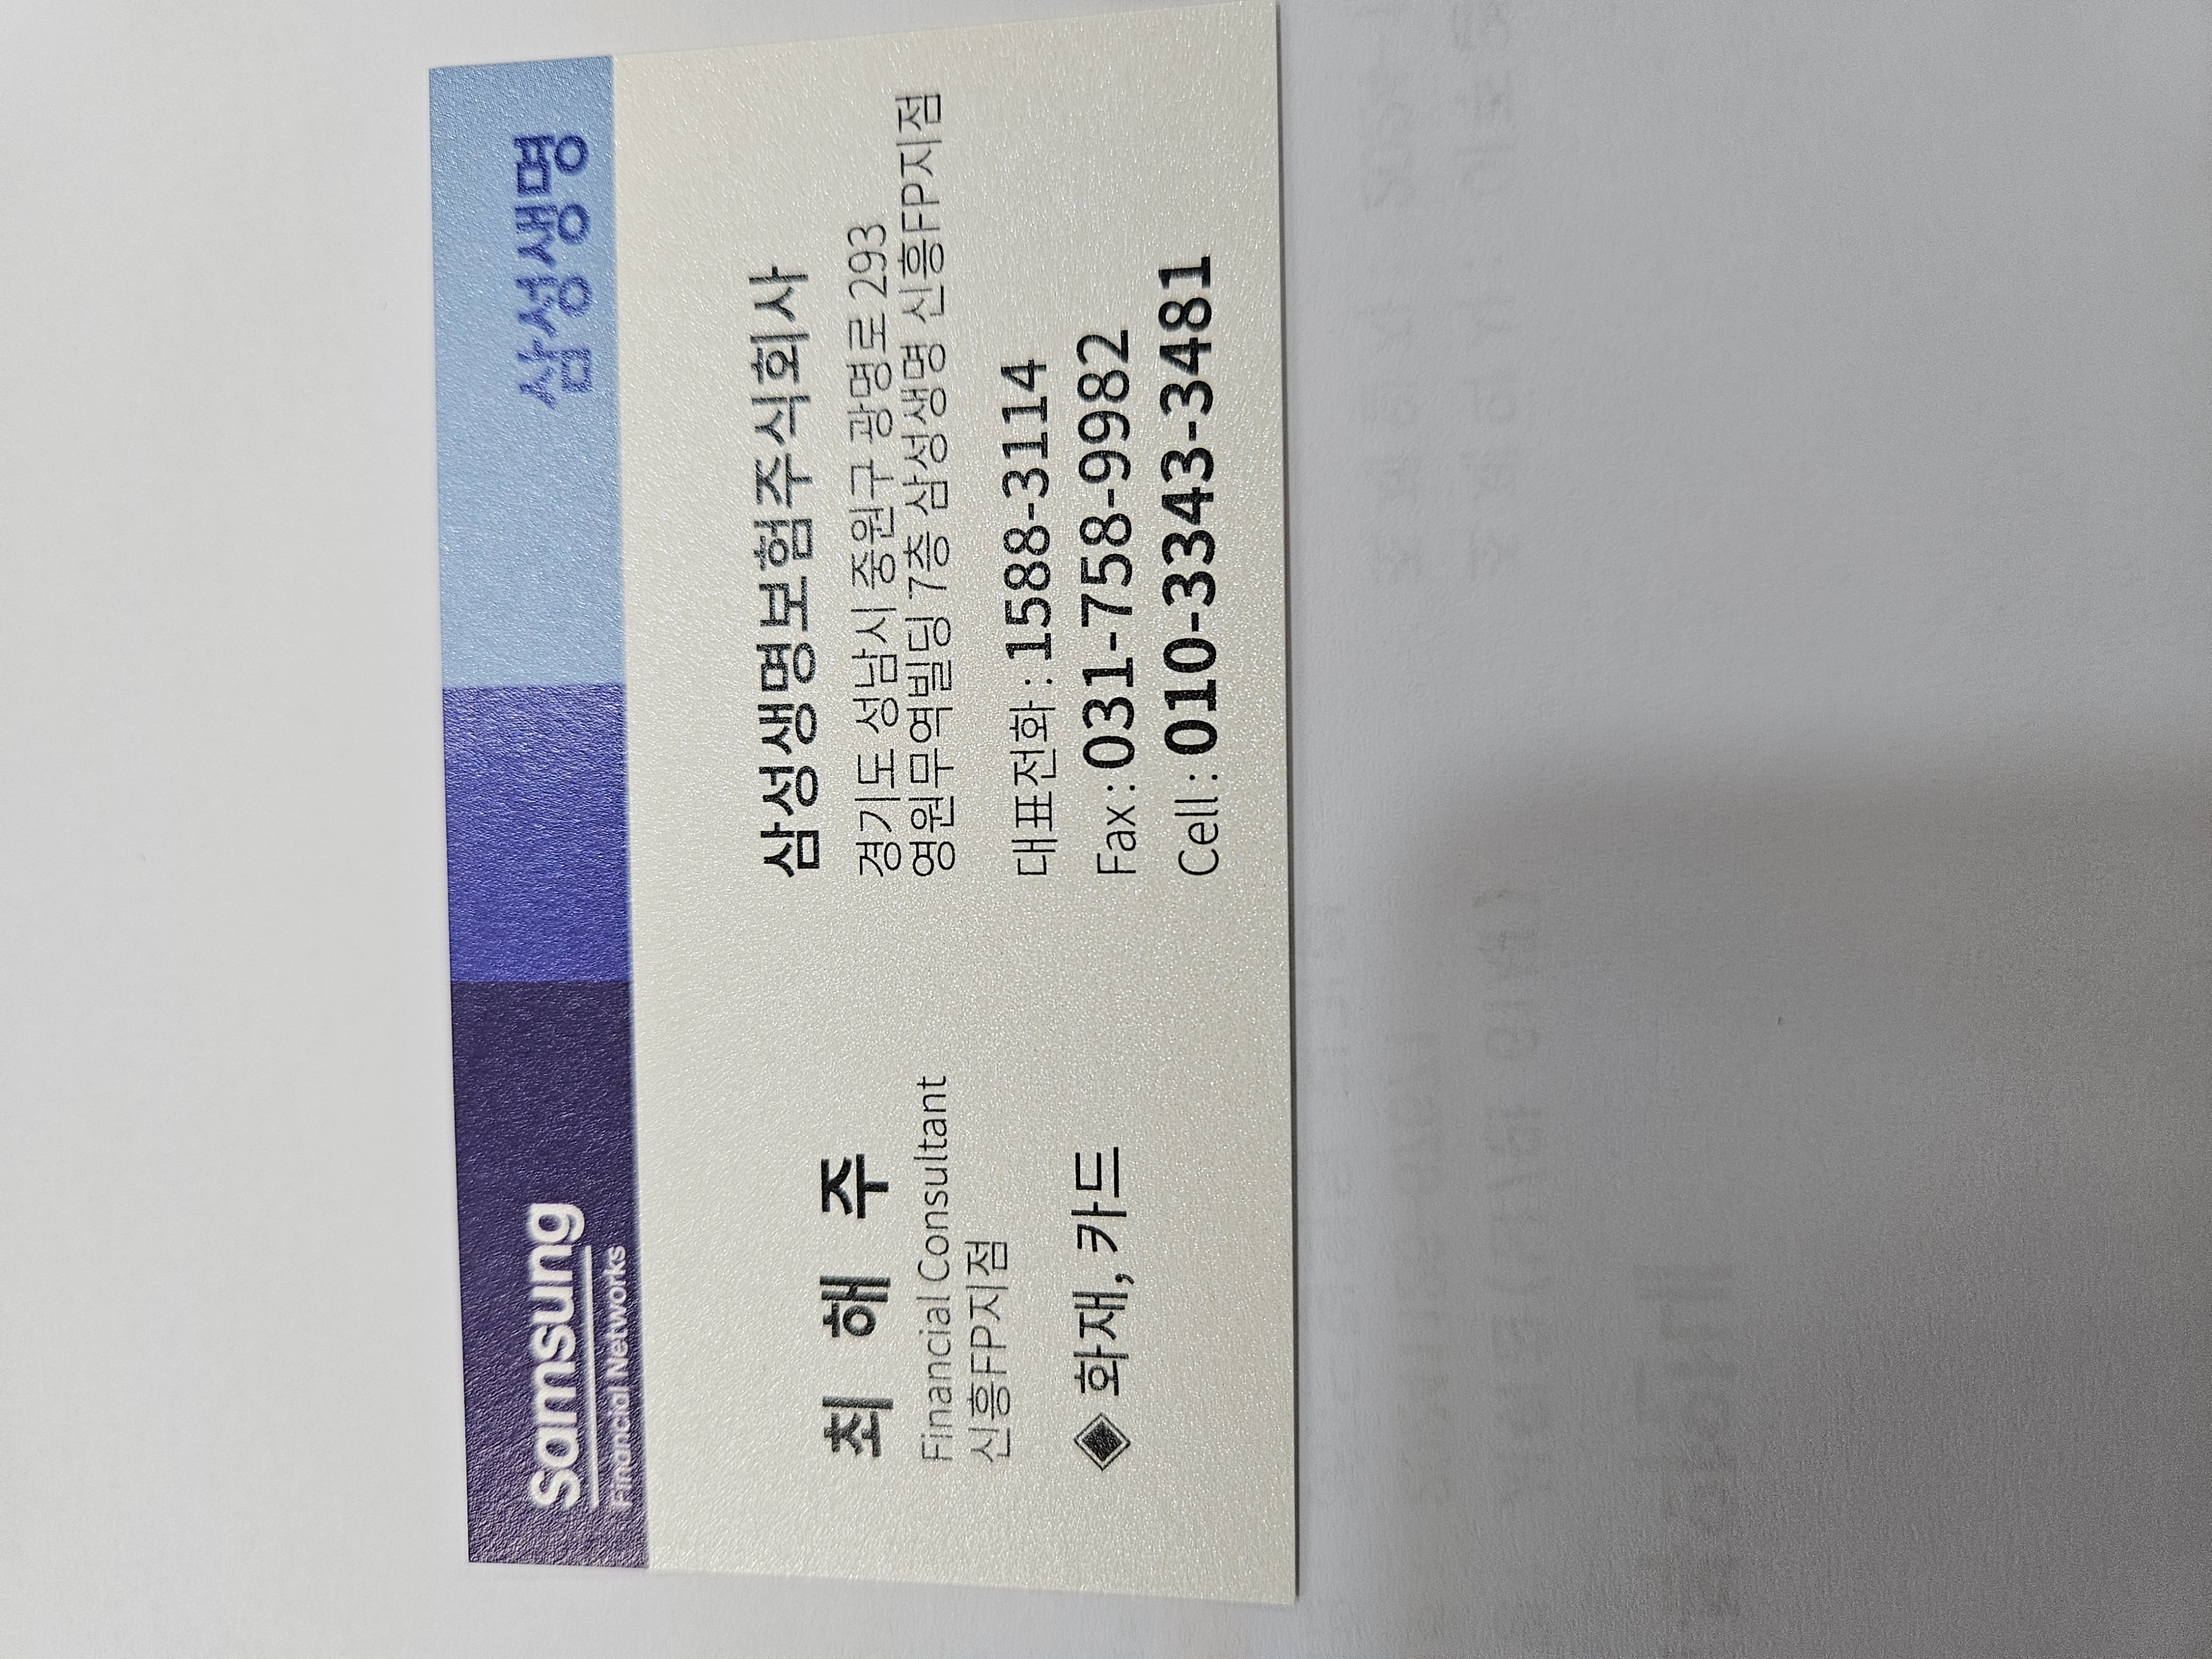 Samsung
Financial Networks
삼성생명
최 해 주
Financial Consultant
신흥FP지점
◈ 화재, 카드
삼성생명보험주식회사
경기도 성남시 중원구 광명로 293
영원무역빌딩 7층 삼성생명 신흥FP지점
대표전화 : 1588-3114
Fax : 031-758-9982
Cell : 010-3343-3481